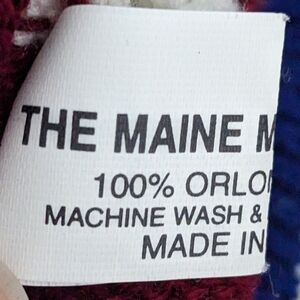 THE MAINE M
100% ORLO
MACHINE WASH &
MADE IN